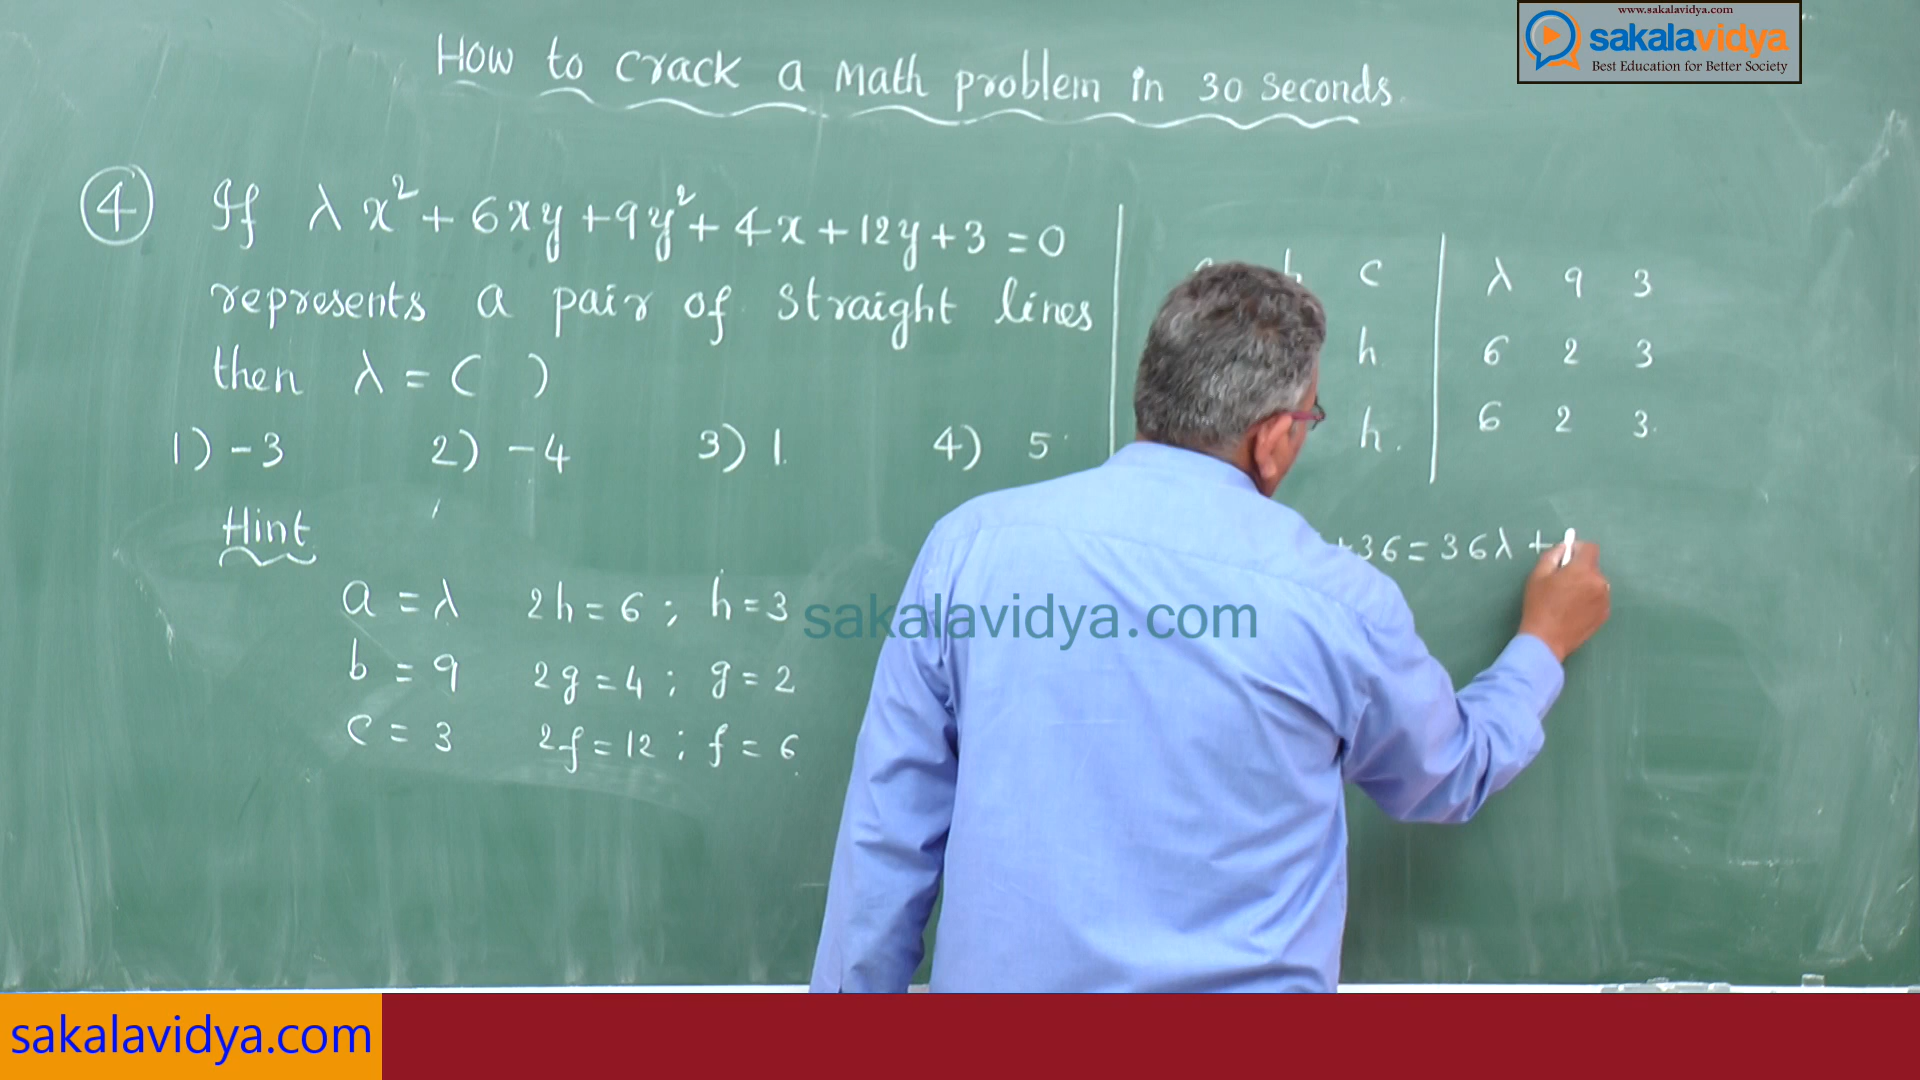 www.sakalavidya.com
sakalavidya
Best Education for Better Society
How to crack a Math problem in 30 seconds.
④ If λx² + 6xy + 9y² + 4x + 12y + 3 = 0
represents a pair of straight lines
then λ = ( )
1) -3 2) -4 3) 1. 4) 5
Hint
a = λ 2h = 6 ; h = 3
b = 9 2g = 4 ; g = 2
c = 3 2f = 12 ; f = 6
c λ 9 3
h 6 2 3
h. 6 2 3.
+36 = 36λ +
sakalavidya.com
sakalavidya.com